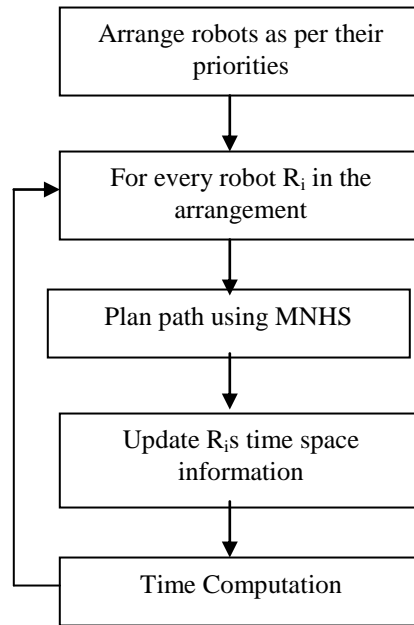 Arrange robots as per their
priorities
For every robot Ri in the
arrangement
Plan path using MNHS
Update Ris time space
information
Time Computation